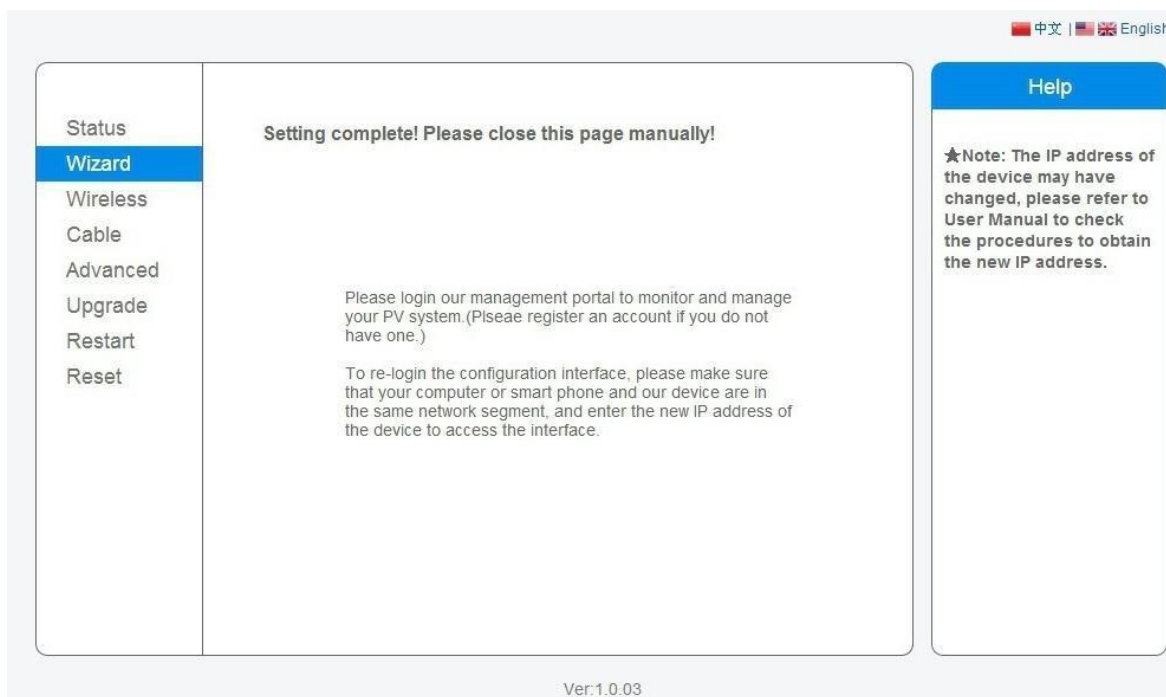 中文 | English
Status
Wizard
Wireless
Cable
Advanced
Upgrade
Restart
Reset
Setting complete! Please close this page manually!
Please login our management portal to monitor and manage
your PV system.(Plseae register an account if you do not
have one.)
To re-login the configuration interface, please make sure
that your computer or smart phone and our device are in
the same network segment, and enter the new IP address of
the device to access the interface.
Help
★Note: The IP address of
the device may have
changed, please refer to
User Manual to check
the procedures to obtain
the new IP address.
Ver:1.0.03